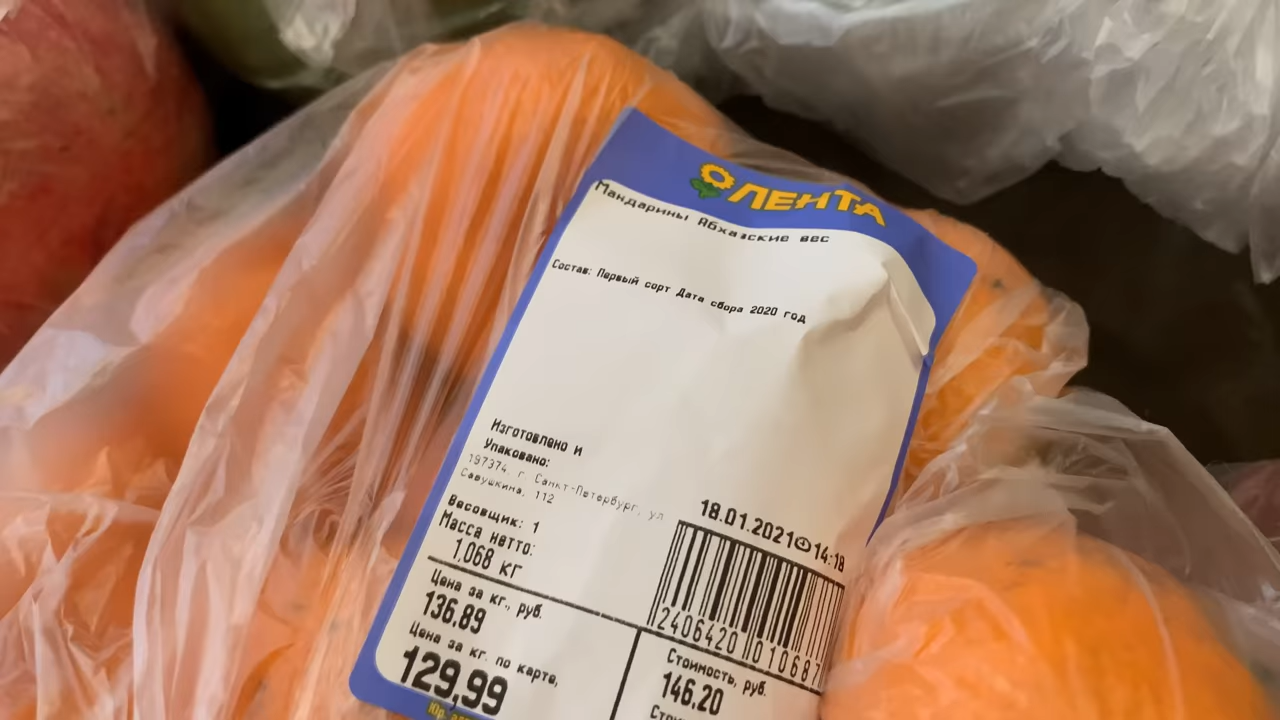 ЛЕНТА
Мандарины Абхазские вес
Состав: Первый сорт Дата сбора 2020 год
Изготовлено и
Упаковано:
197374, г. Санкт-Петербург, ул
Савушкина, 112
Весовщик: 1
Масса нетто:
1,068 кг
18.01.2021 14:18
2406420 010687
Цена за кг., руб.
136.89
Цена за кг. по карте,
129,99
Стоимость, руб.
146.20
Юр.